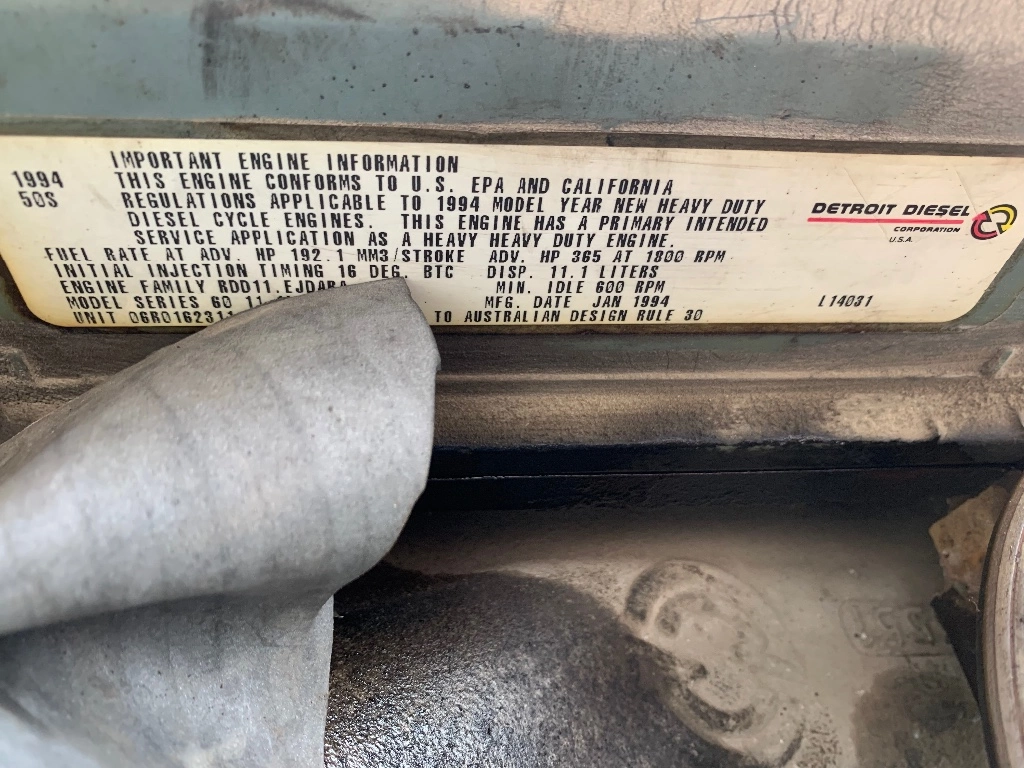 IMPORTANT ENGINE INFORMATION
1994 THIS ENGINE CONFORMS TO U.S. EPA AND CALIFORNIA
50S REGULATIONS APPLICABLE TO 1994 MODEL YEAR NEW HEAVY DUTY
DIESEL CYCLE ENGINES. THIS ENGINE HAS A PRIMARY INTENDED
SERVICE APPLICATION AS A HEAVY HEAVY DUTY ENGINE.
FUEL RATE AT ADV. HP 192.1 MM3/STROKE ADV. HP 365 AT 1800 RPM
INITIAL INJECTION TIMING 16 DEG. BTC DISP. 11.1 LITERS
ENGINE FAMILY RDD11.EJDARA MIN. IDLE 600 RPM
MODEL SERIES 60 11 MFG. DATE JAN 1994
UNIT 06R0162311 TO AUSTRALIAN DESIGN RULE 30
DETROIT DIESEL
CORPORATION
U.S.A.
L14031